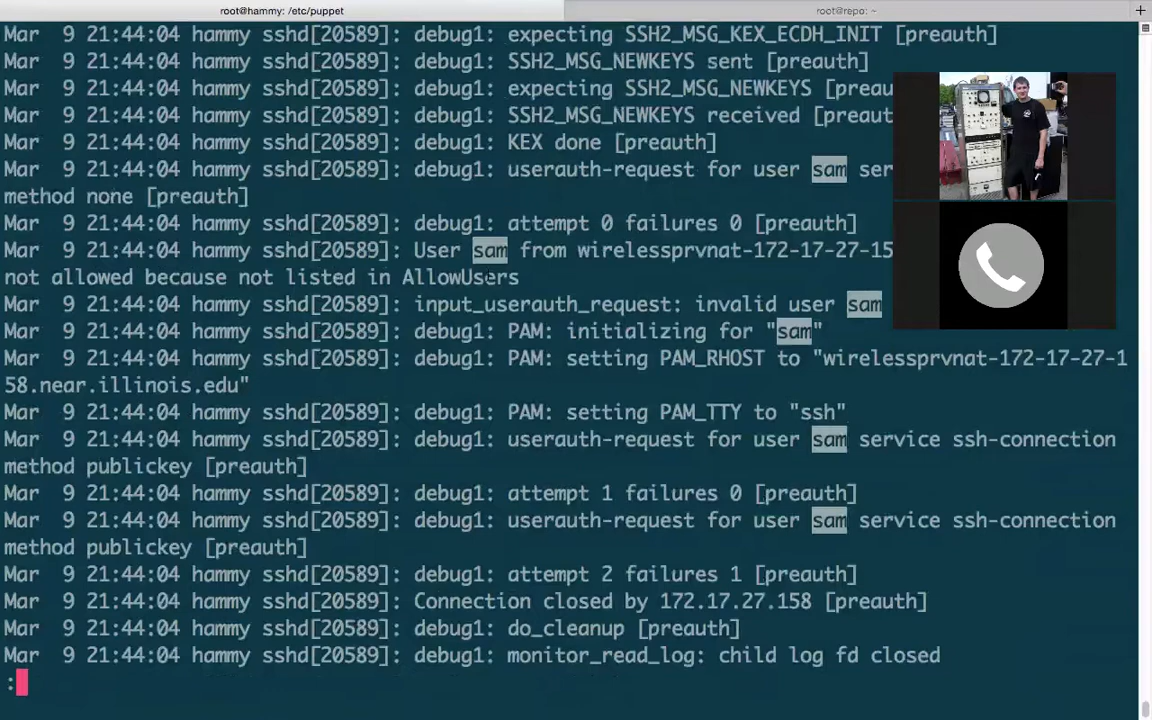 root@hammy: /etc/puppet
root@repo: ~
Mar  9 21:44:04 hammy sshd[20589]: debug1: expecting SSH2_MSG_KEX_ECDH_INIT [preauth]
Mar  9 21:44:04 hammy sshd[20589]: debug1: SSH2_MSG_NEWKEYS sent [preauth]
Mar  9 21:44:04 hammy sshd[20589]: debug1: expecting SSH2_MSG_NEWKEYS [preau
Mar  9 21:44:04 hammy sshd[20589]: debug1: SSH2_MSG_NEWKEYS received [preaut
Mar  9 21:44:04 hammy sshd[20589]: debug1: KEX done [preauth]
Mar  9 21:44:04 hammy sshd[20589]: debug1: userauth-request for user sam ser
method none [preauth]
Mar  9 21:44:04 hammy sshd[20589]: debug1: attempt 0 failures 0 [preauth]
Mar  9 21:44:04 hammy sshd[20589]: User sam from wirelessprvnat-172-17-27-15
not allowed because not listed in AllowUsers
Mar  9 21:44:04 hammy sshd[20589]: input_userauth_request: invalid user sam
Mar  9 21:44:04 hammy sshd[20589]: debug1: PAM: initializing for "sam"
Mar  9 21:44:04 hammy sshd[20589]: debug1: PAM: setting PAM_RHOST to "wirelessprvnat-172-17-27-1
58.near.illinois.edu"
Mar  9 21:44:04 hammy sshd[20589]: debug1: PAM: setting PAM_TTY to "ssh"
Mar  9 21:44:04 hammy sshd[20589]: debug1: userauth-request for user sam service ssh-connection
method publickey [preauth]
Mar  9 21:44:04 hammy sshd[20589]: debug1: attempt 1 failures 0 [preauth]
Mar  9 21:44:04 hammy sshd[20589]: debug1: userauth-request for user sam service ssh-connection
method publickey [preauth]
Mar  9 21:44:04 hammy sshd[20589]: debug1: attempt 2 failures 1 [preauth]
Mar  9 21:44:04 hammy sshd[20589]: Connection closed by 172.17.27.158 [preauth]
Mar  9 21:44:04 hammy sshd[20589]: debug1: do_cleanup [preauth]
Mar  9 21:44:04 hammy sshd[20589]: debug1: monitor_read_log: child log fd closed
: